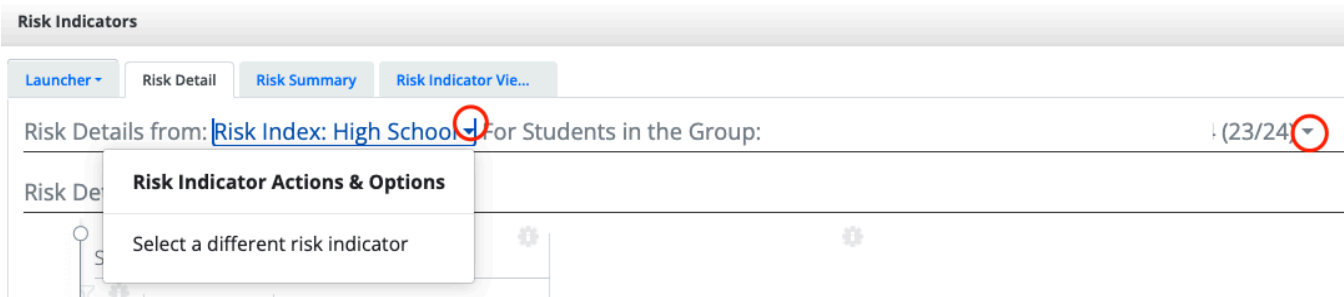 Risk Indicators
Launcher Risk Detail Risk Summary Risk Indicator Vie...
Risk Details from: Risk Index: High School For Students in the Group: (23/24)
Risk Indicator Actions & Options
Risk De
Select a different risk indicator
S